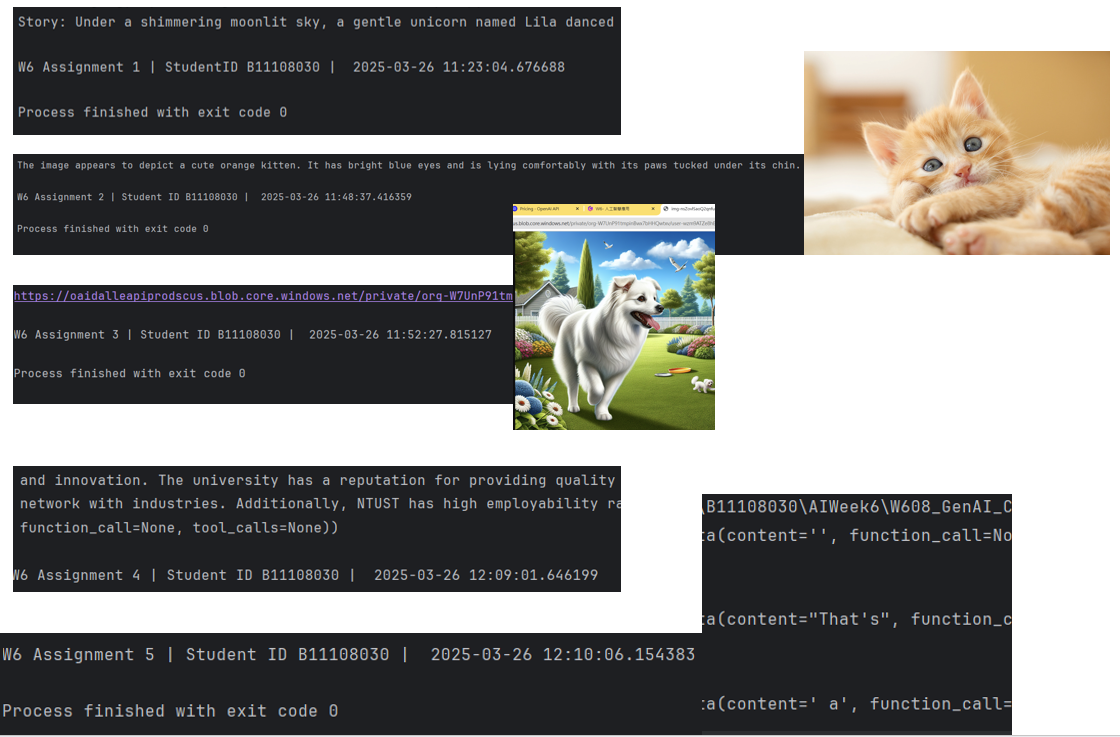 Story: Under a shimmering moonlit sky, a gentle unicorn named Lila danced
W6 Assignment 1 | StudentID B11108030 |  2025-03-26 11:23:04.676688
Process finished with exit code 0
The image appears to depict a cute orange kitten. It has bright blue eyes and is lying comfortably with its paws tucked under its chin.
W6 Assignment 2 | Student ID B11108030 |  2025-03-26 11:48:37.416359
Process finished with exit code 0
Pricing - OpenAI API
https://oaidalleapiprodscus.blob.core.windows.net/private/org-W7UnP91tm
W6 Assignment 3 | Student ID B11108030 |  2025-03-26 11:52:27.815127
Process finished with exit code 0
and innovation. The university has a reputation for providing quality
network with industries. Additionally, NTUST has high employability ra
function_call=None, tool_calls=None))
W6 Assignment 4 | Student ID B11108030 |  2025-03-26 12:09:01.646199
\B11108030\AIWeek6\W608_GenAI_C
ta(content='', function_call=No
ta(content="That's", function_c
ta(content=' a', function_call=
W6 Assignment 5 | Student ID B11108030 |  2025-03-26 12:10:06.154383
Process finished with exit code 0